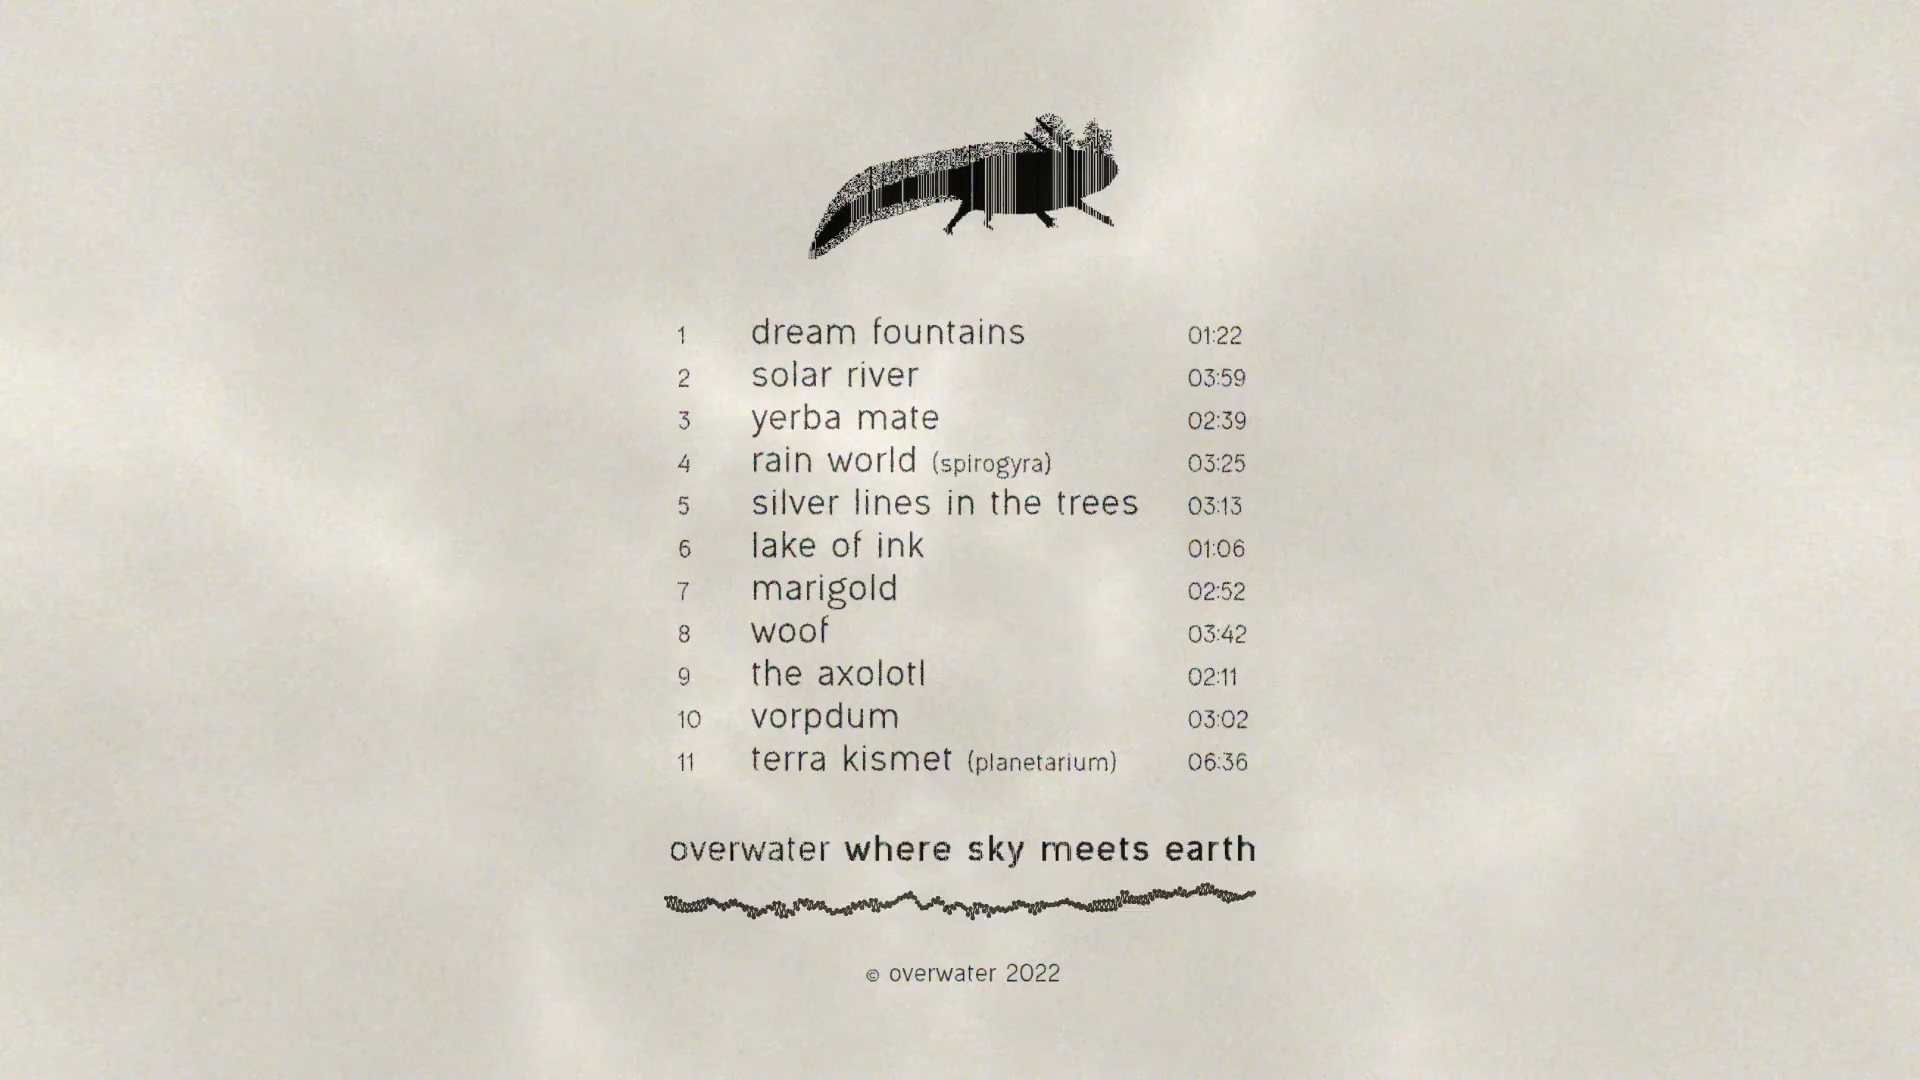 1 dream fountains 01:22
2 solar river 03:59
3 yerba mate 02:39
4 rain world (spirogyra) 03:25
5 silver lines in the trees 03:13
6 lake of ink 01:06
7 marigold 02:52
8 woof 03:42
9 the axolotl 02:11
10 vorpdum 03:02
11 terra kismet (planetarium) 06:36
overwater where sky meets earth
© overwater 2022